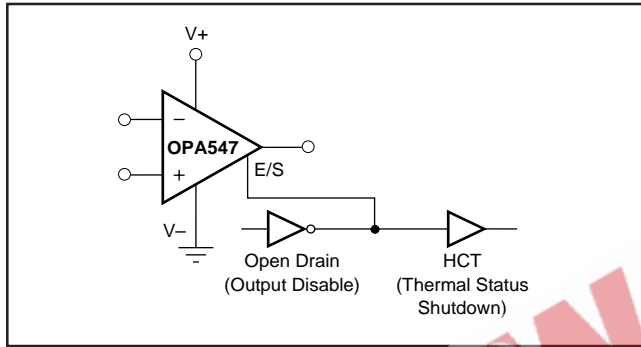 V+
−
OPA547
+
E/S
V–
Open Drain
(Output Disable)
HCT
(Thermal Status
Shutdown)